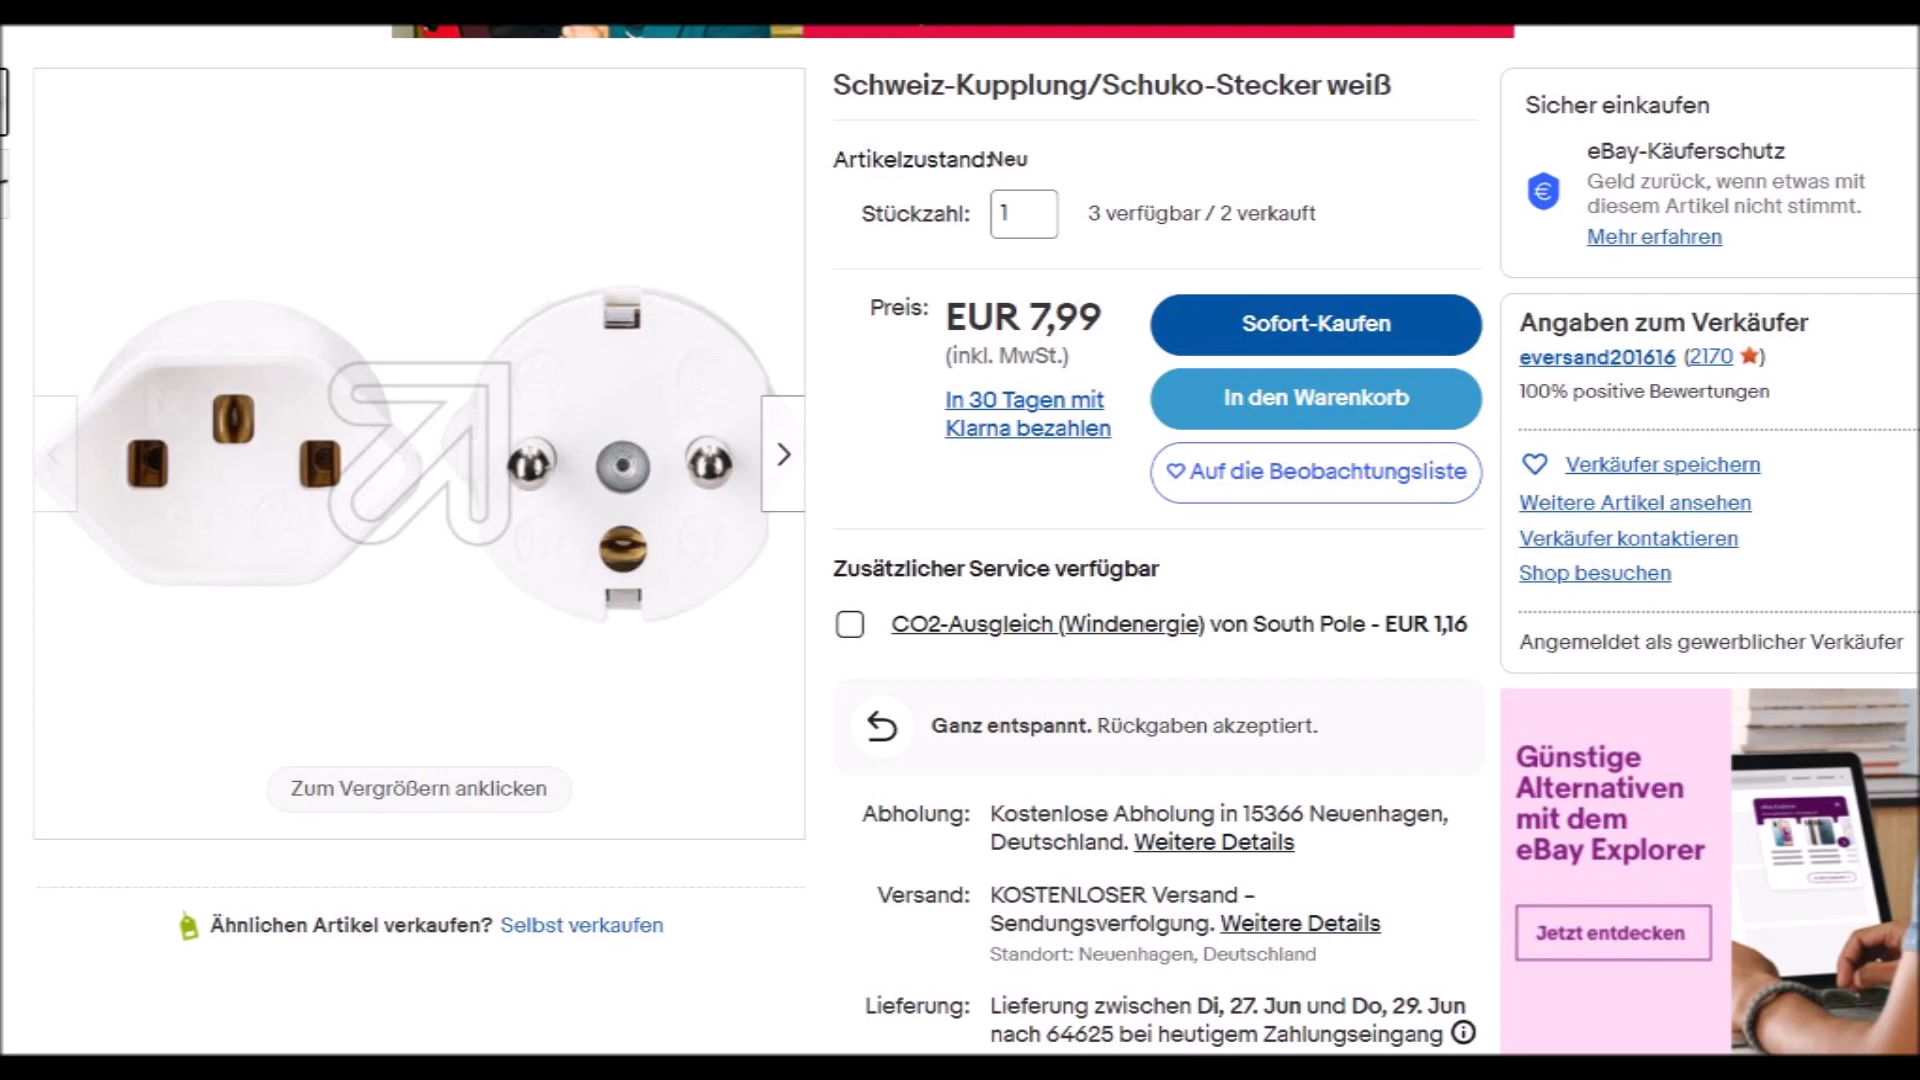 Schweiz-Kupplung/Schuko-Stecker weiß
Artikelzustand:Neu
Stückzahl: 1 3 verfügbar / 2 verkauft
Preis: EUR 7,99
(inkl. MwSt.)
In 30 Tagen mit
Klarna bezahlen
Sofort-Kaufen
In den Warenkorb
Auf die Beobachtungsliste
Zusätzlicher Service verfügbar
CO2-Ausgleich (Windenergie) von South Pole - EUR 1,16
Ganz entspannt. Rückgaben akzeptiert.
Abholung: Kostenlose Abholung in 15366 Neuenhagen,
Deutschland. Weitere Details
Versand: KOSTENLOSER Versand –
Sendungsverfolgung. Weitere Details
Standort: Neuenhagen, Deutschland
Lieferung: Lieferung zwischen Di, 27. Jun und Do, 29. Jun
nach 64625 bei heutigem Zahlungseingang
Zum Vergrößern anklicken
Ähnlichen Artikel verkaufen? Selbst verkaufen
Sicher einkaufen
eBay-Käuferschutz
€
Geld zurück, wenn etwas mit
diesem Artikel nicht stimmt.
Mehr erfahren
Angaben zum Verkäufer
eversand201616 (2170)
100% positive Bewertungen
Verkäufer speichern
Weitere Artikel ansehen
Verkäufer kontaktieren
Shop besuchen
Angemeldet als gewerblicher Verkäufer
Günstige
Alternativen
mit dem
eBay Explorer
Jetzt entdecken